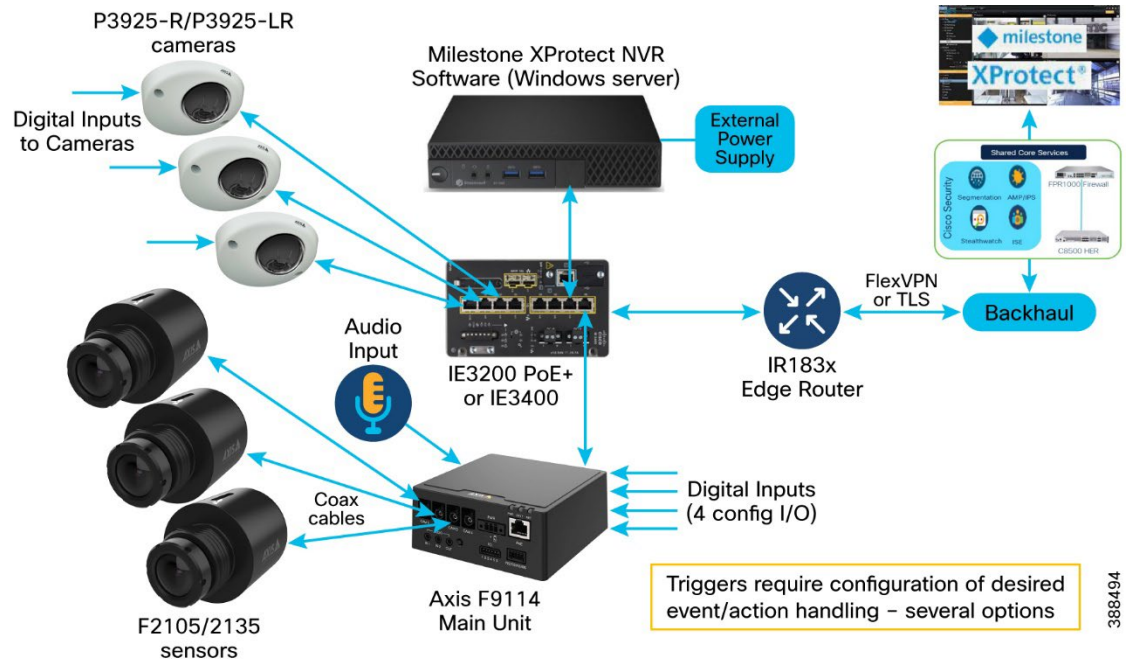 P3925-R/P3925-LR
cameras
Digital Inputs
to Cameras
Milestone XProtect NVR
Software (Windows server)
External
Power
Supply
milestone
XProtect®
Shared Core Services
Cisco Security
Segmentation
AMP/IPS
Stealthwatch
ISE
FPR1000 Firewall
C8500 HER
FlexVPN
or TLS
Backhaul
IR183x
Edge Router
IE3200 PoE+
or IE3400
Audio
Input
AXIS
AXIS
AXIS
Coax
cables
F2105/2135
sensors
Axis F9114
Main Unit
Digital Inputs
(4 config I/O)
Triggers require configuration of desired
event/action handling – several options
388494